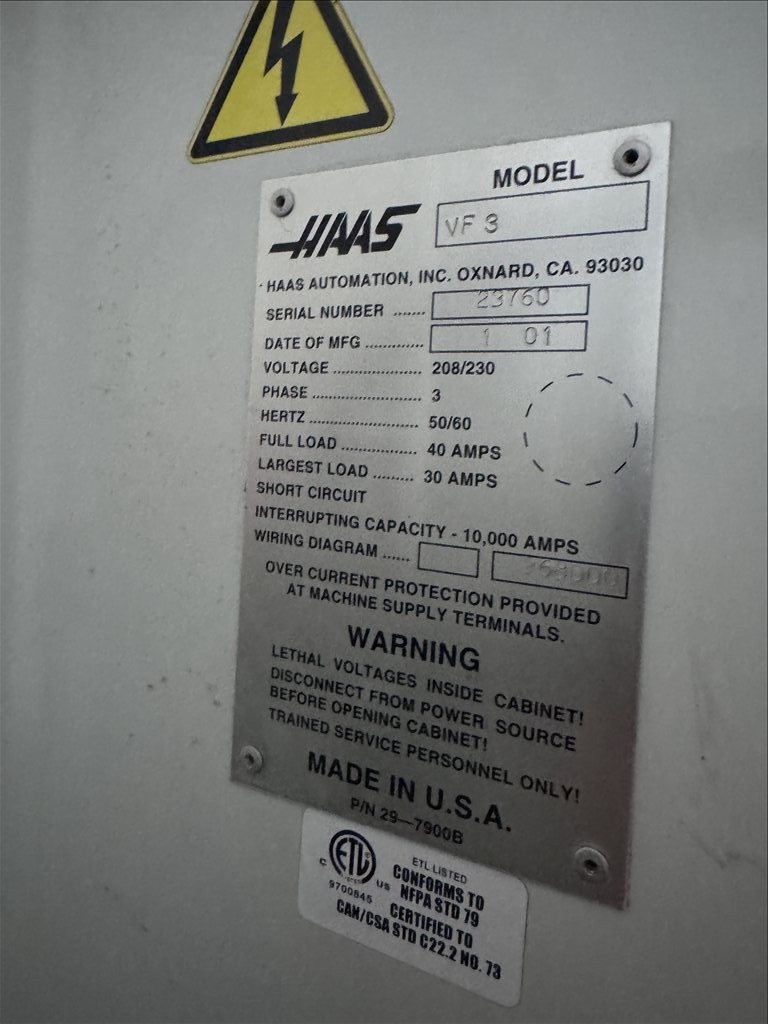 MODEL
HAAS VF 3
HAAS AUTOMATION, INC. OXNARD, CA. 93030
SERIAL NUMBER ....... 23760
DATE OF MFG ............. 1 01
VOLTAGE .................... 208/230
PHASE ........................ 3
HERTZ ........................ 50/60
FULL LOAD ................. 40 AMPS
LARGEST LOAD ......... 30 AMPS
SHORT CIRCUIT
INTERRUPTING CAPACITY - 10,000 AMPS
WIRING DIAGRAM ......
OVER CURRENT PROTECTION PROVIDED
AT MACHINE SUPPLY TERMINALS.
WARNING
LETHAL VOLTAGES INSIDE CABINET!
DISCONNECT FROM POWER SOURCE
BEFORE OPENING CABINET!
TRAINED SERVICE PERSONNEL ONLY!
MADE IN U.S.A.
P/N 29—7900B
ETL LISTED
CONFORMS TO
NFPA STD 79
C ETL US
9700845
CERTIFIED TO
CAN/CSA STD C22.2 NO. 73